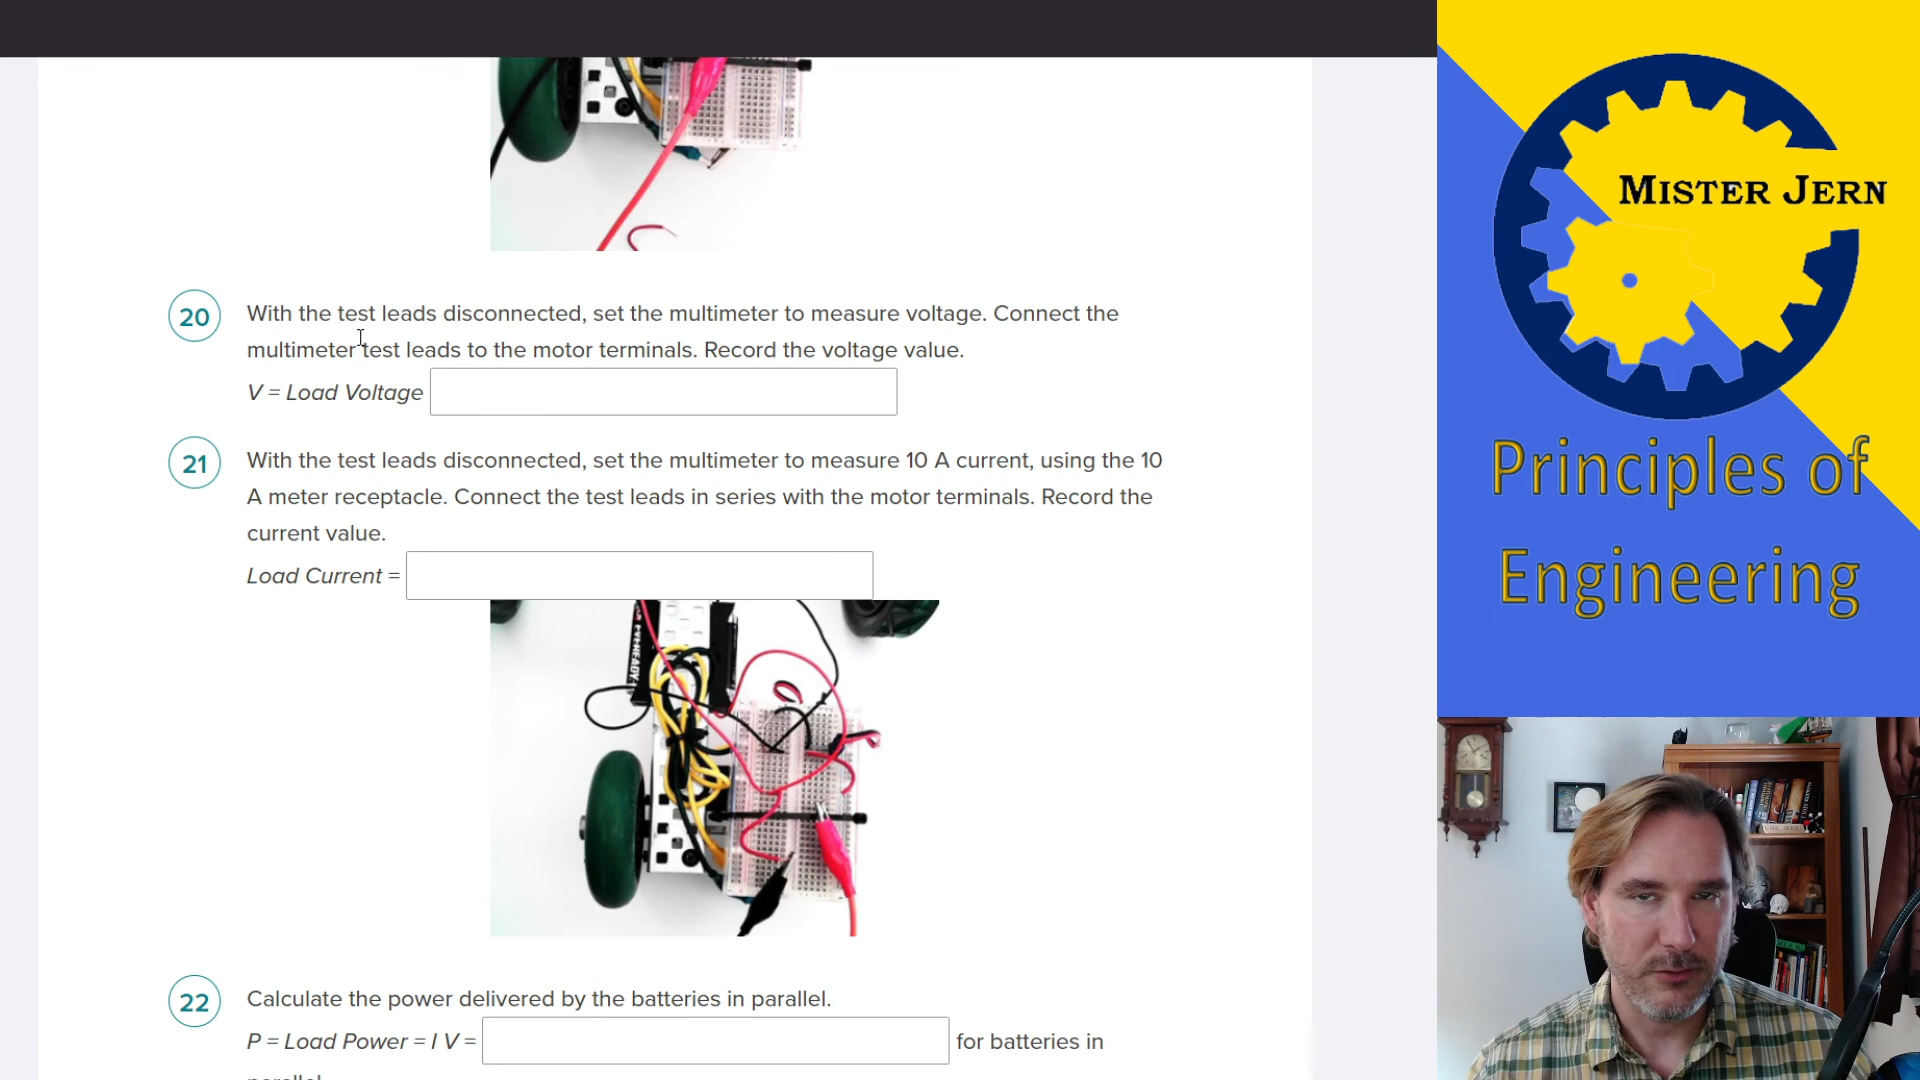 20
With the test leads disconnected, set the multimeter to measure voltage. Connect the
multimeter test leads to the motor terminals. Record the voltage value.
V = Load Voltage
21
With the test leads disconnected, set the multimeter to measure 10 A current, using the 10
A meter receptacle. Connect the test leads in series with the motor terminals. Record the
current value.
Load Current =
EVEREADY
22
Calculate the power delivered by the batteries in parallel.
P = Load Power = I V =
for batteries in
parallel
MISTER JERN
Principles of
Engineering